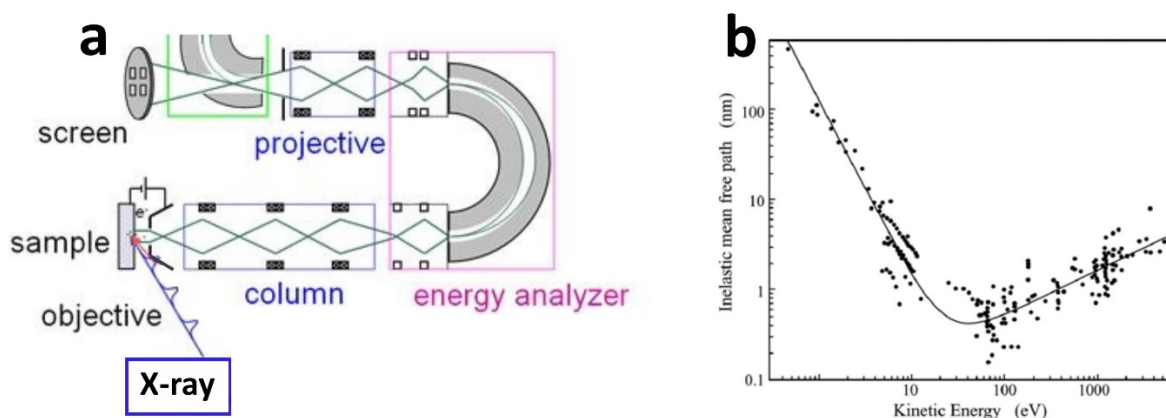 a
screen
projective
e⁻
sample
column
energy analyzer
objective
X-ray
b
Inelastic mean free path (nm)
100
10
1
0.1
10
100
1000
Kinetic Energy (eV)